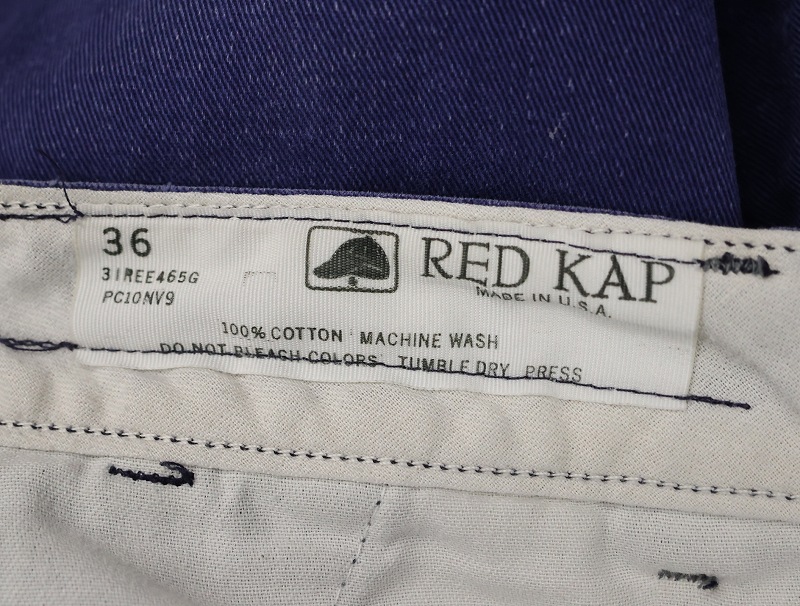 36
31REE465G
PC10NV9
RED KAP
MADE IN U.S.A.
100% COTTON MACHINE WASH
DO NOT BLEACH COLORS TUMBLE DRY PRESS